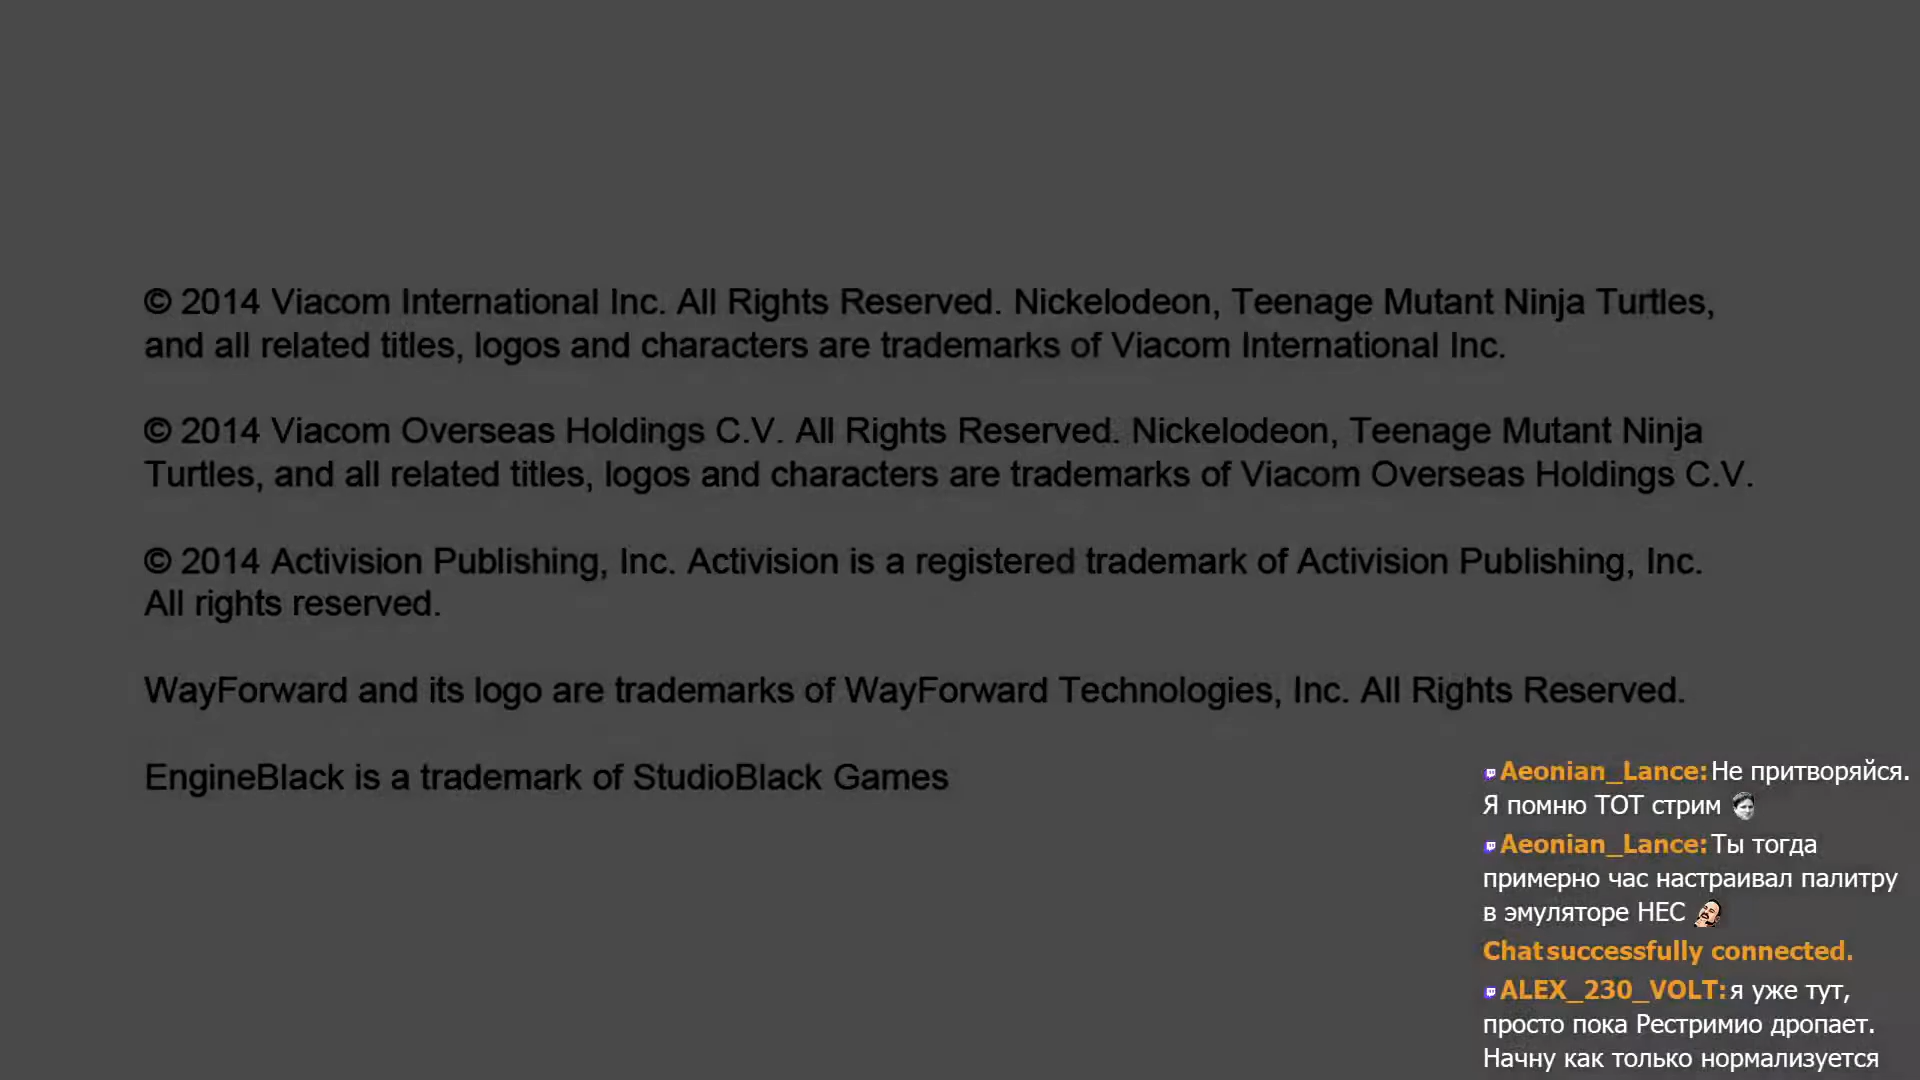 © 2014 Viacom International Inc. All Rights Reserved. Nickelodeon, Teenage Mutant Ninja Turtles,
and all related titles, logos and characters are trademarks of Viacom International Inc.
© 2014 Viacom Overseas Holdings C.V. All Rights Reserved. Nickelodeon, Teenage Mutant Ninja
Turtles, and all related titles, logos and characters are trademarks of Viacom Overseas Holdings C.V.
© 2014 Activision Publishing, Inc. Activision is a registered trademark of Activision Publishing, Inc.
All rights reserved.
WayForward and its logo are trademarks of WayForward Technologies, Inc. All Rights Reserved.
EngineBlack is a trademark of StudioBlack Games
Aeonian_Lance: Не притворяйся.
Я помню ТОТ стрим
Aeonian_Lance: Ты тогда
примерно час настраивал палитру
в эмуляторе НЕС
Chat successfully connected.
ALEX_230_VOLT: я уже тут,
просто пока Рестримио дропает.
Начну как только нормализуется